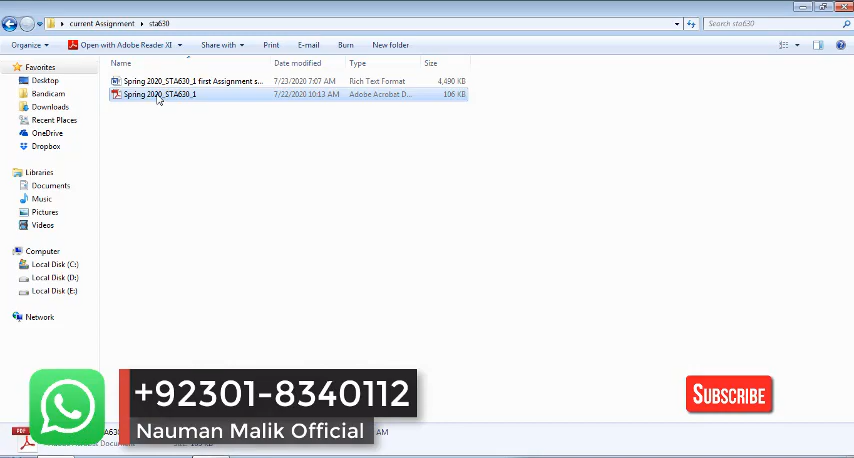 current Assignment ▸ sta630 ▸
Search sta630
Organize
Open with Adobe Reader XI
Share with
Print
E-mail
Burn
New folder
Name
Date modified
Type
Size
Favorites
Desktop
Bandicam
Downloads
Recent Places
OneDrive
Dropbox
Libraries
Documents
Music
Pictures
Videos
Computer
Local Disk (C:)
Local Disk (D:)
Local Disk (E:)
Network
Spring 2020_STA630_1 first Assignment s...
7/23/2020 7:07 AM
Rich Text Format
4,490 KB
Spring 2020_STA630_1
7/22/2020 10:13 AM
Adobe Acrobat D...
106 KB
+92301-8340112
Nauman Malik Official
SUBSCRIBE
PDF
AM